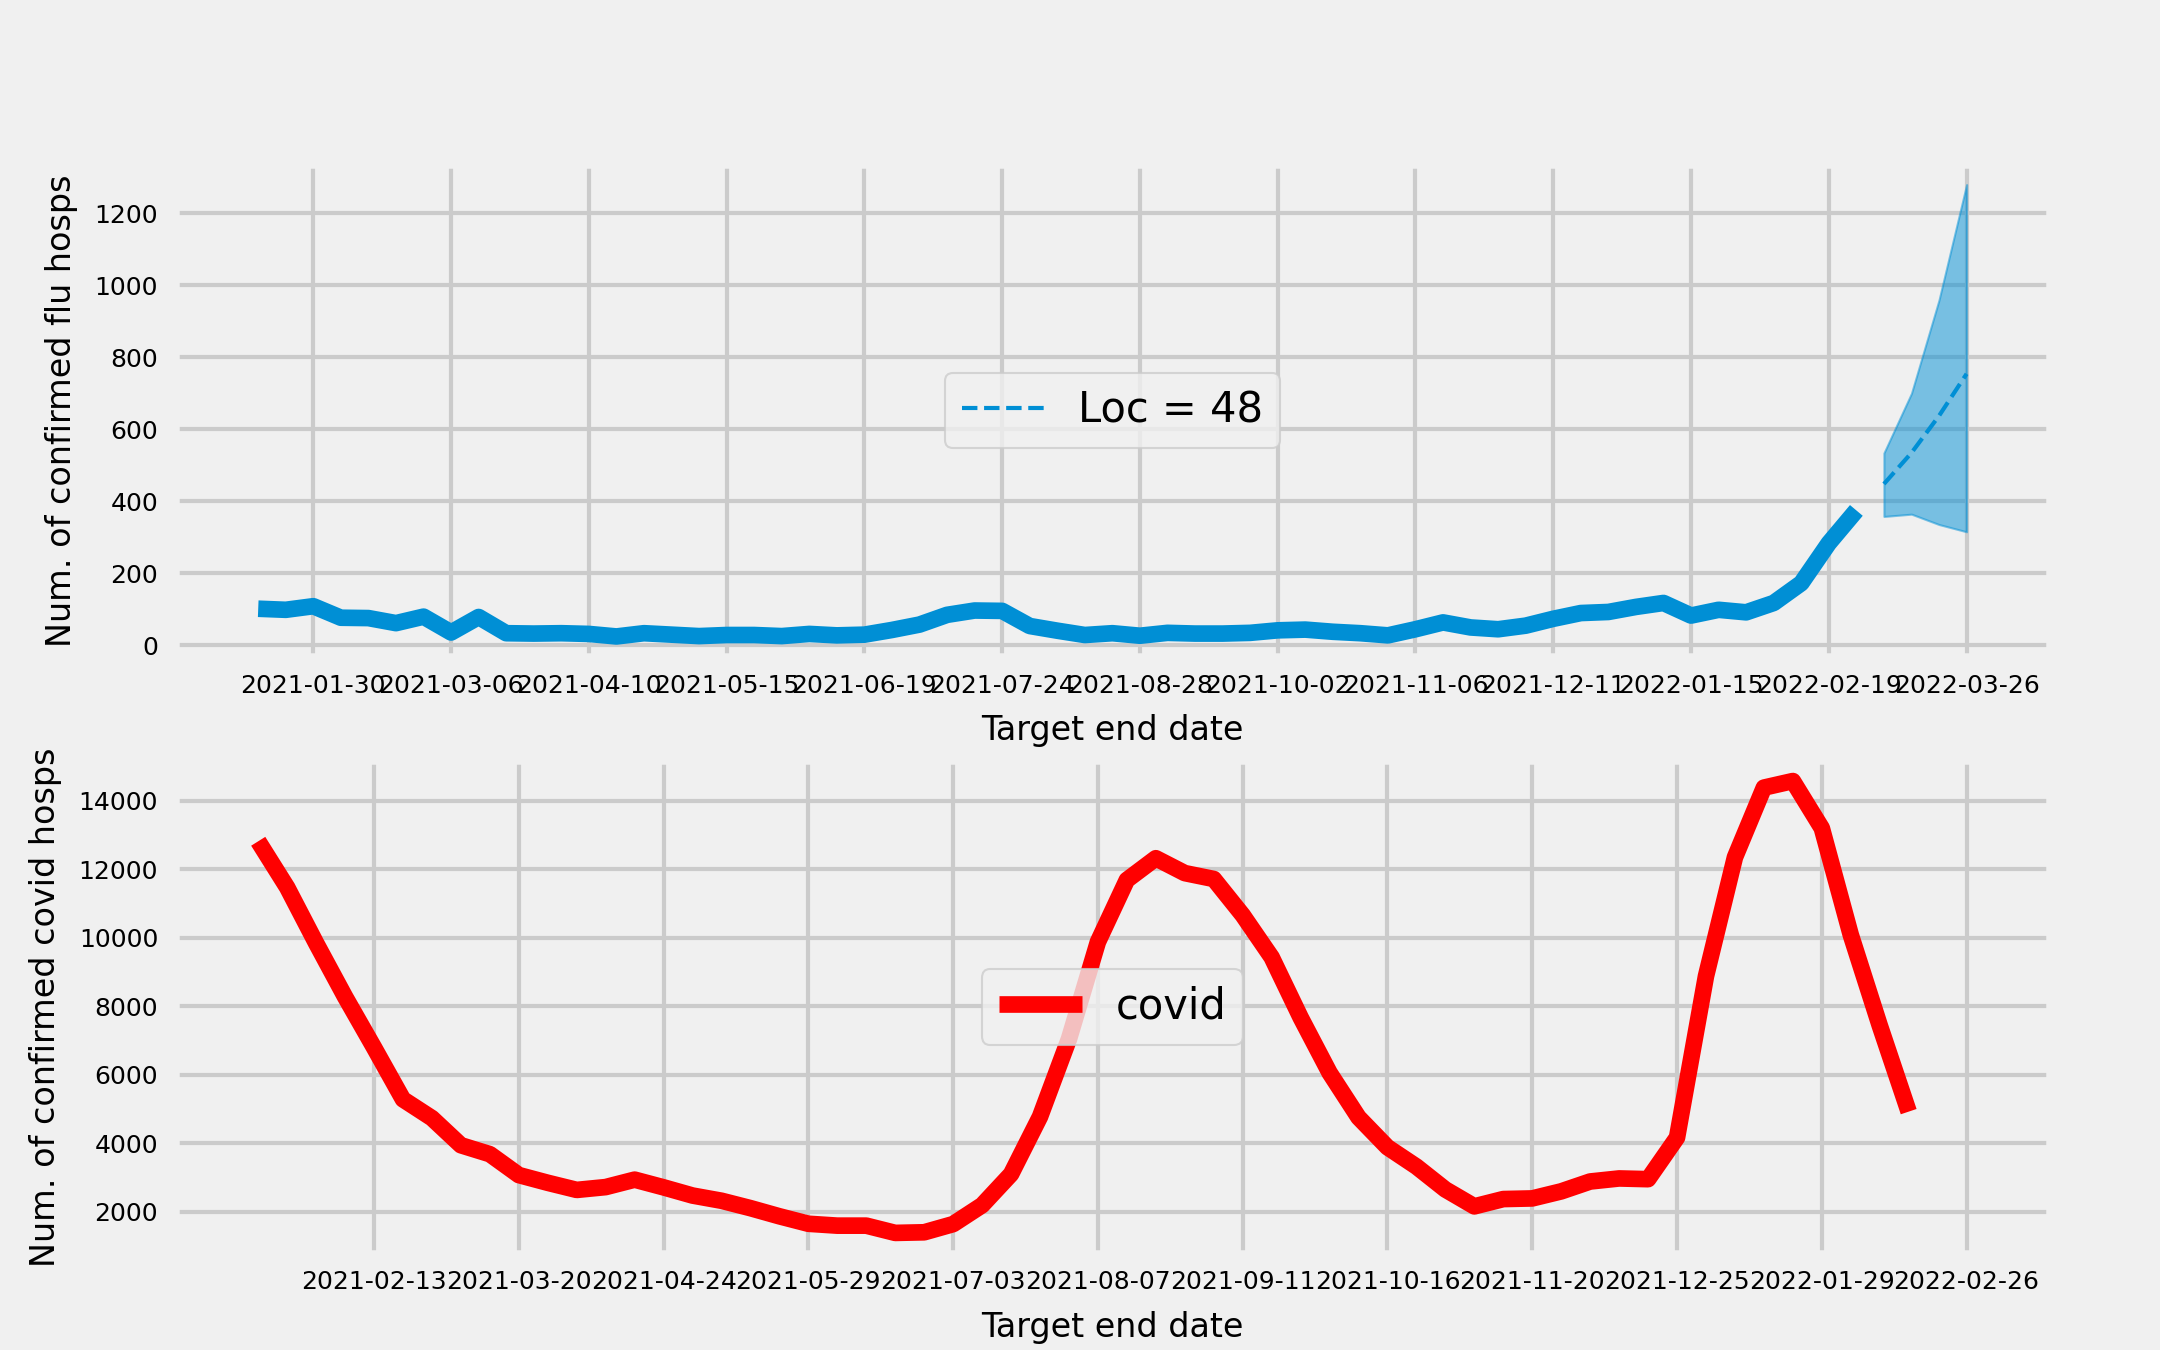 Num. of confirmed flu hosps
1200
1000
800
600
400
200
0
Loc = 48
2021-01-30 2021-03-06 2021-04-10 2021-05-15 2021-06-19 2021-07-24 2021-08-28 2021-10-02 2021-11-06 2021-12-11 2022-01-15 2022-02-19 2022-03-26
Target end date
Num. of confirmed covid hosps
14000
12000
10000
8000
6000
4000
2000
covid
2021-02-13 2021-03-20 2021-04-24 2021-05-29 2021-07-03 2021-08-07 2021-09-11 2021-10-16 2021-11-20 2021-12-25 2022-01-29 2022-02-26
Target end date